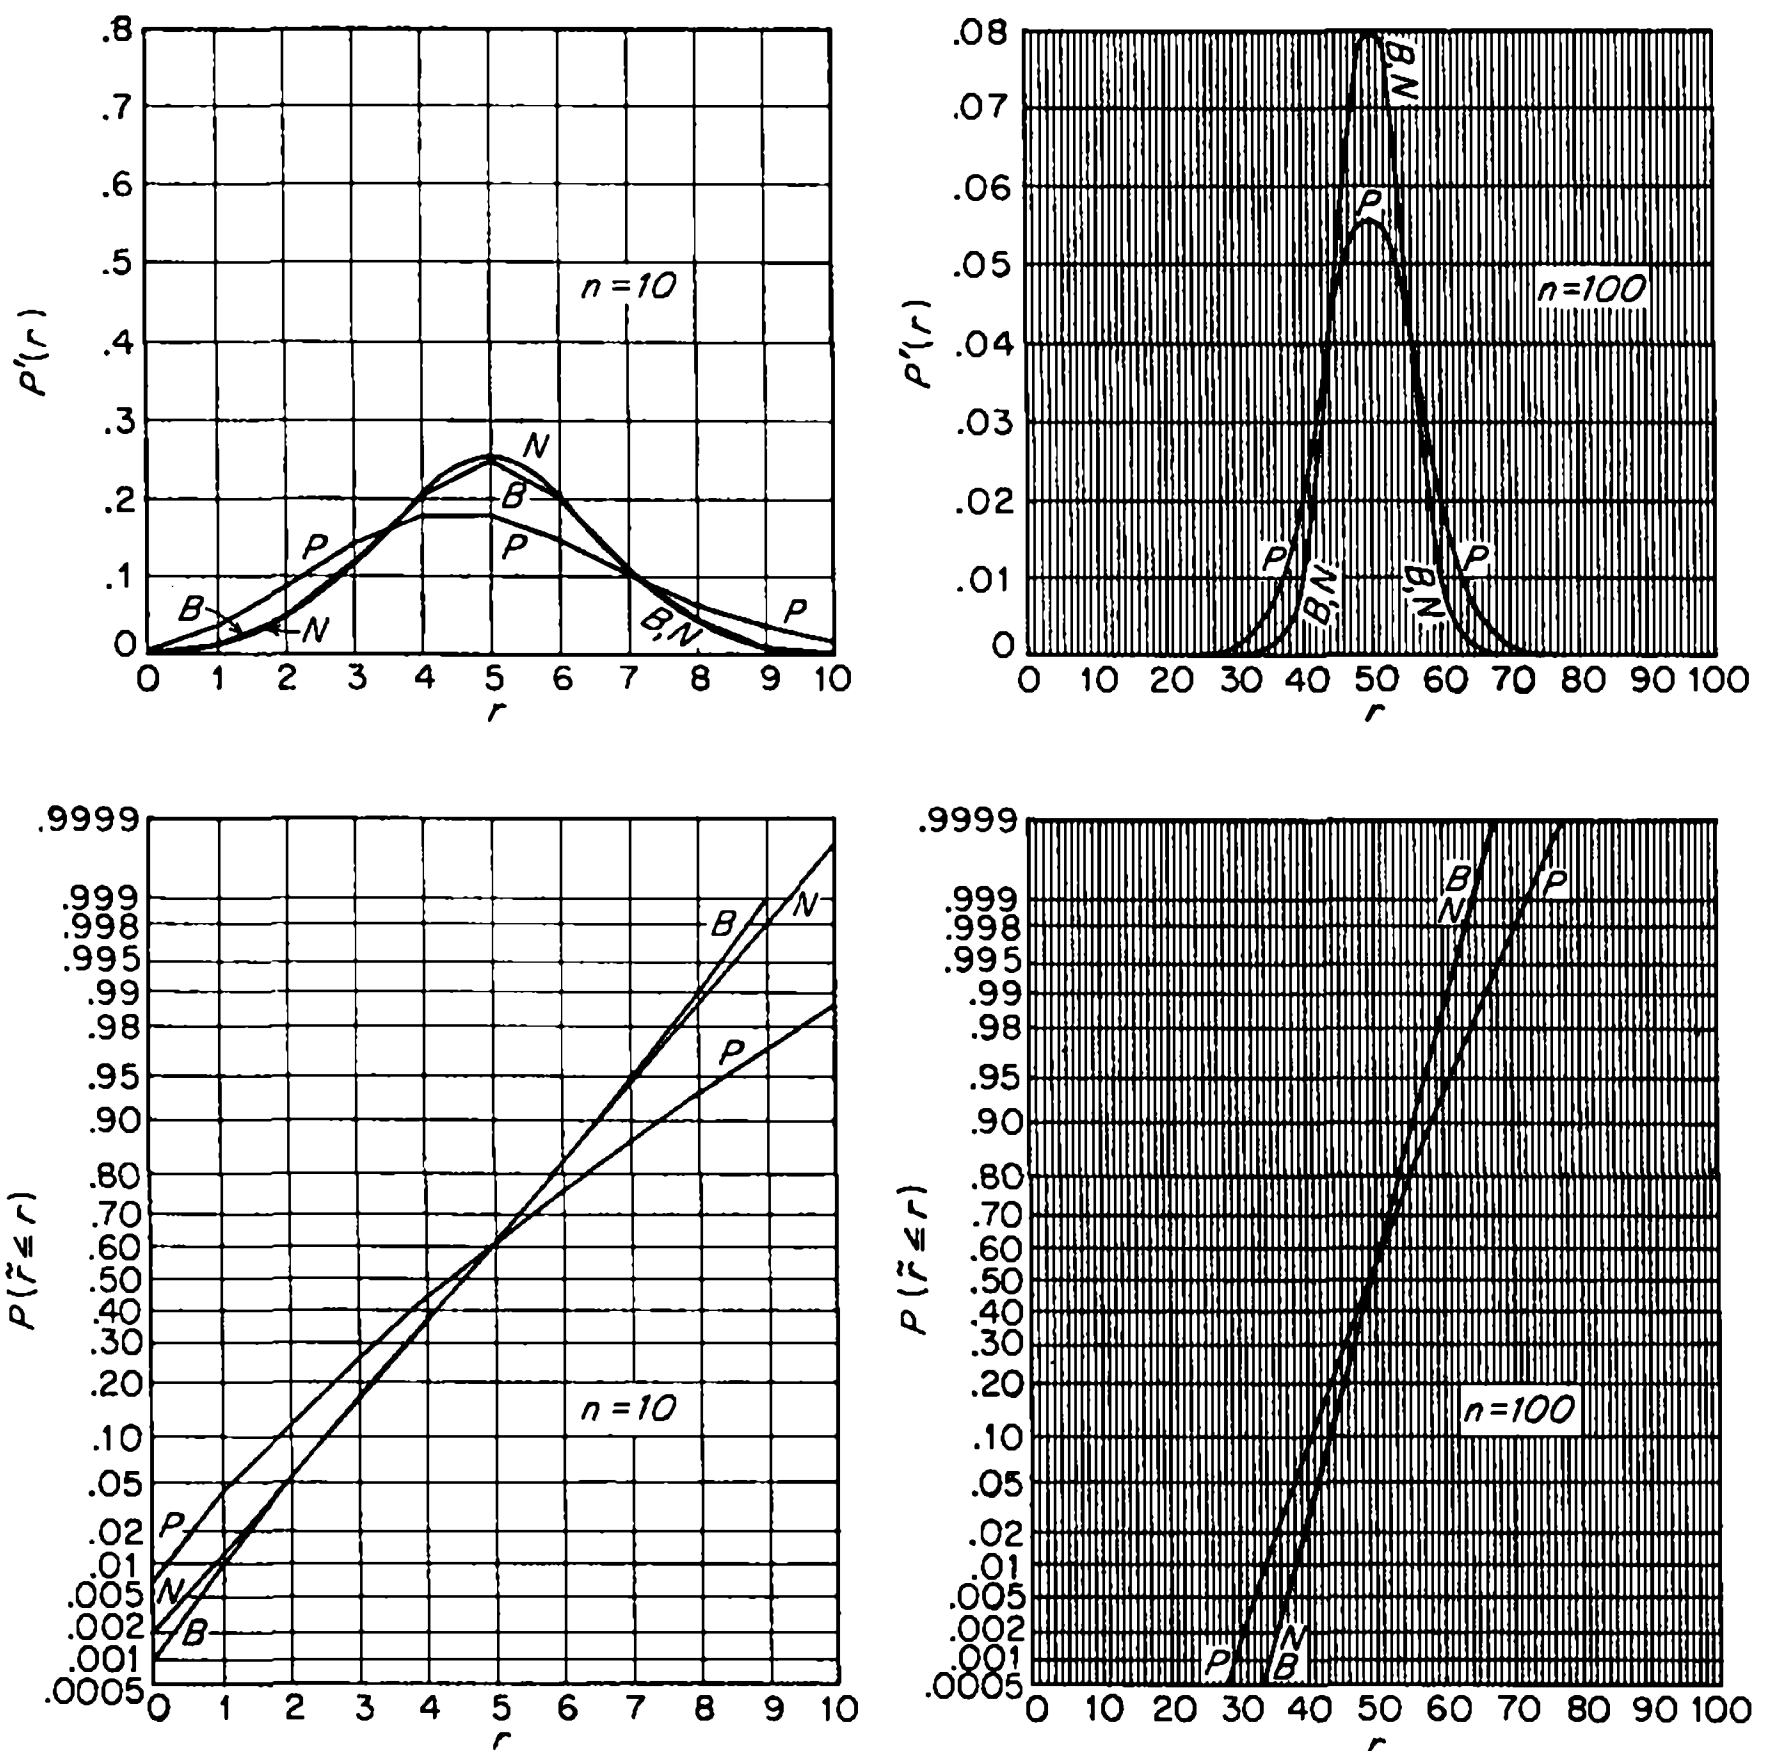 .8
.7
.6
.5
.4
.3
.2
.1
0
P'(r)
n=10
N
B
P
P
B
N
B,N
P
0 1 2 3 4 5 6 7 8 9 10
r
.08
.07
.06
.05
.04
.03
.02
.01
0
P'(r)
B,N
P
n=100
P
B,N
B,N
P
0 10 20 30 40 50 60 70 80 90 100
r
.9999
.999
.998
.995
.99
.98
.95
.90
.80
.70
.60
.50
.40
.30
.20
.10
.05
.02
.01
.005
.002
.001
.0005
P(r̃≤r)
B
N
P
n=10
P
N
B
0 1 2 3 4 5 6 7 8 9 10
r
.9999
.999
.998
.995
.99
.98
.95
.90
.80
.70
.60
.50
.40
.30
.20
.10
.05
.02
.01
.005
.002
.001
.0005
P(r̃≤r)
B
N
P
n=100
P
N
B
0 10 20 30 40 50 60 70 80 90 100
r